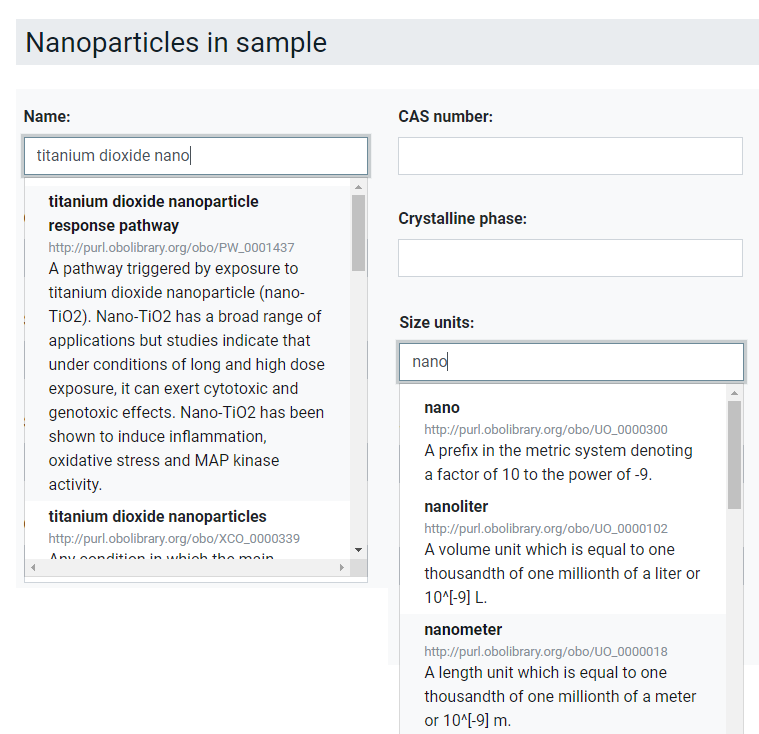 Nanoparticles in sample
Name:
titanium dioxide nano
titanium dioxide nanoparticle
response pathway
http://purl.obolibrary.org/obo/PW_0001437
A pathway triggered by exposure to
titanium dioxide nanoparticle (nano-
TiO2). Nano-TiO2 has a broad range of
applications but studies indicate that
under conditions of long and high dose
exposure, it can exert cytotoxic and
genotoxic effects. Nano-TiO2 has been
shown to induce inflammation,
oxidative stress and MAP kinase
activity.
titanium dioxide nanoparticles
http://purl.obolibrary.org/obo/XCO_0000339
Any condition in which the main
CAS number:
Crystalline phase:
Size units:
nano
nano
http://purl.obolibrary.org/obo/UO_0000300
A prefix in the metric system denoting
a factor of 10 to the power of -9.
nanoliter
http://purl.obolibrary.org/obo/UO_0000102
A volume unit which is equal to one
thousandth of one millionth of a liter or
10^[-9] L.
nanometer
http://purl.obolibrary.org/obo/UO_0000018
A length unit which is equal to one
thousandth of one millionth of a meter
or 10^[-9] m.